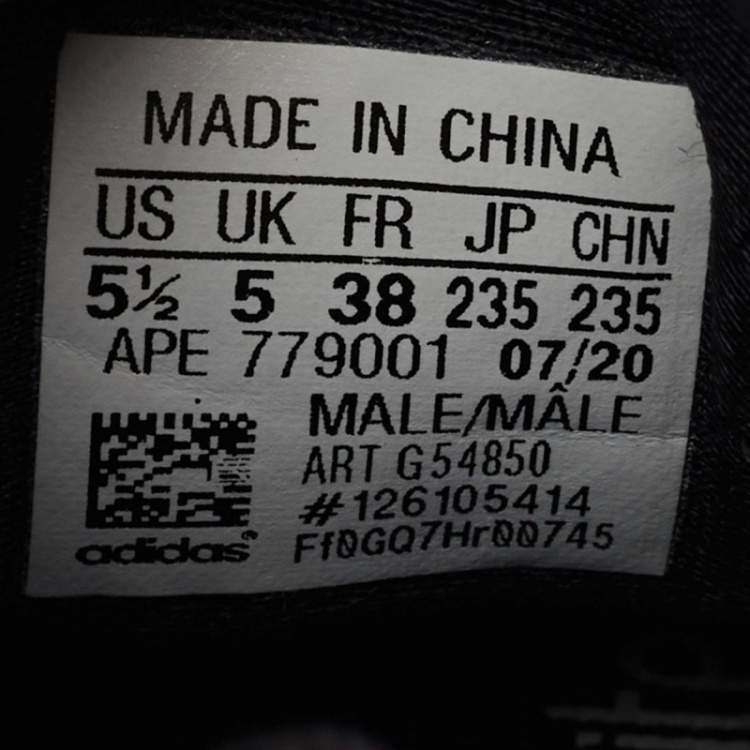 MADE IN CHINA
US UK FR JP CHN
5½ 5 38 235 235
APE 779001 07/20
MALE/MÂLE
ART G54850
#126105414
adidas
Ff0GQ7Hr00745